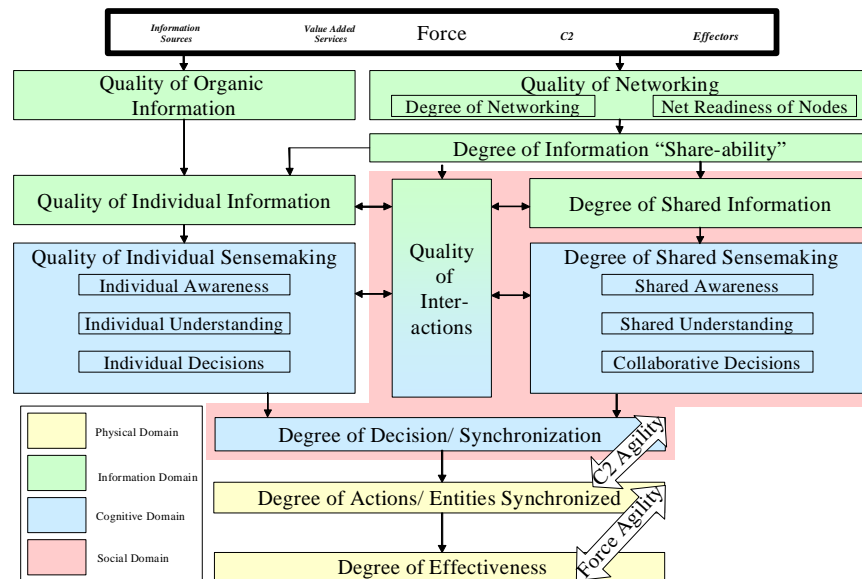 Information
Sources
Value Added
Services
Force
C2
Effectors
Quality of Organic
Information
Quality of Networking
Degree of Networking
Net Readiness of Nodes
Degree of Information “Share-ability”
Quality of Individual Information
Degree of Shared Information
Quality of Individual Sensemaking
Individual Awareness
Individual Understanding
Individual Decisions
Quality
of
Inter-
actions
Degree of Shared Sensemaking
Shared Awareness
Shared Understanding
Collaborative Decisions
Degree of Decision/ Synchronization
C2 Agility
Degree of Actions/ Entities Synchronized
Force Agility
Degree of Effectiveness
Physical Domain
Information Domain
Cognitive Domain
Social Domain